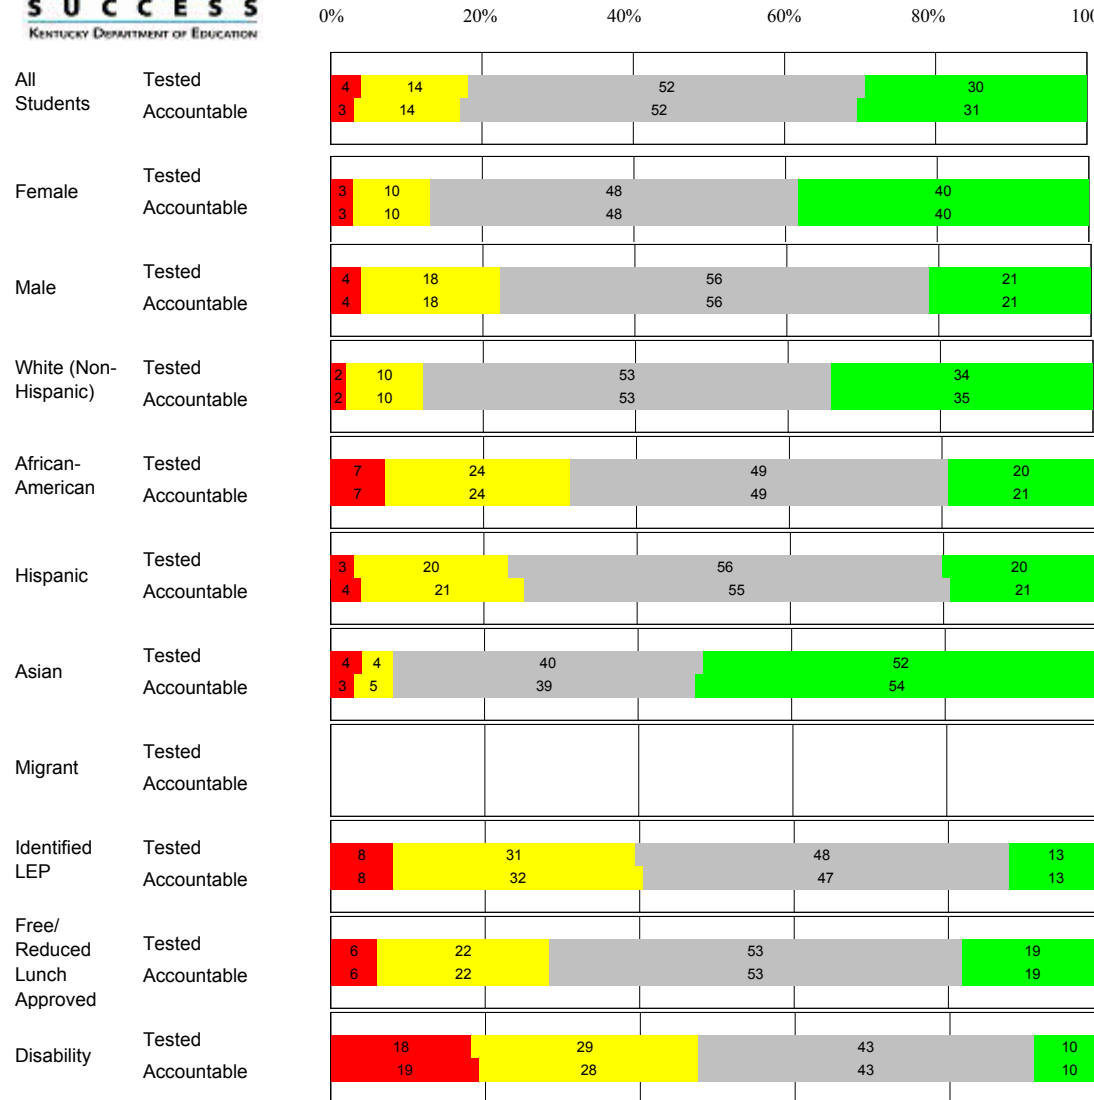 SUCCESS
KENTUCKY DEPARTMENT OF EDUCATION
0% 20% 40% 60% 80% 100
All
Students
Tested 4 14 52 30
Accountable 3 14 52 31
Female
Tested 3 10 48 40
Accountable 3 10 48 40
Male
Tested 4 18 56 21
Accountable 4 18 56 21
White (Non-
Hispanic)
Tested 2 10 53 34
Accountable 2 10 53 35
African-
American
Tested 7 24 49 20
Accountable 7 24 49 21
Hispanic
Tested 3 20 56 20
Accountable 4 21 55 21
Asian
Tested 4 4 40 52
Accountable 3 5 39 54
Migrant
Tested
Accountable
Identified
LEP
Tested 8 31 48 13
Accountable 8 32 47 13
Free/
Reduced
Lunch
Approved
Tested 6 22 53 19
Accountable 6 22 53 19
Disability
Tested 18 29 43 10
Accountable 19 28 43 10